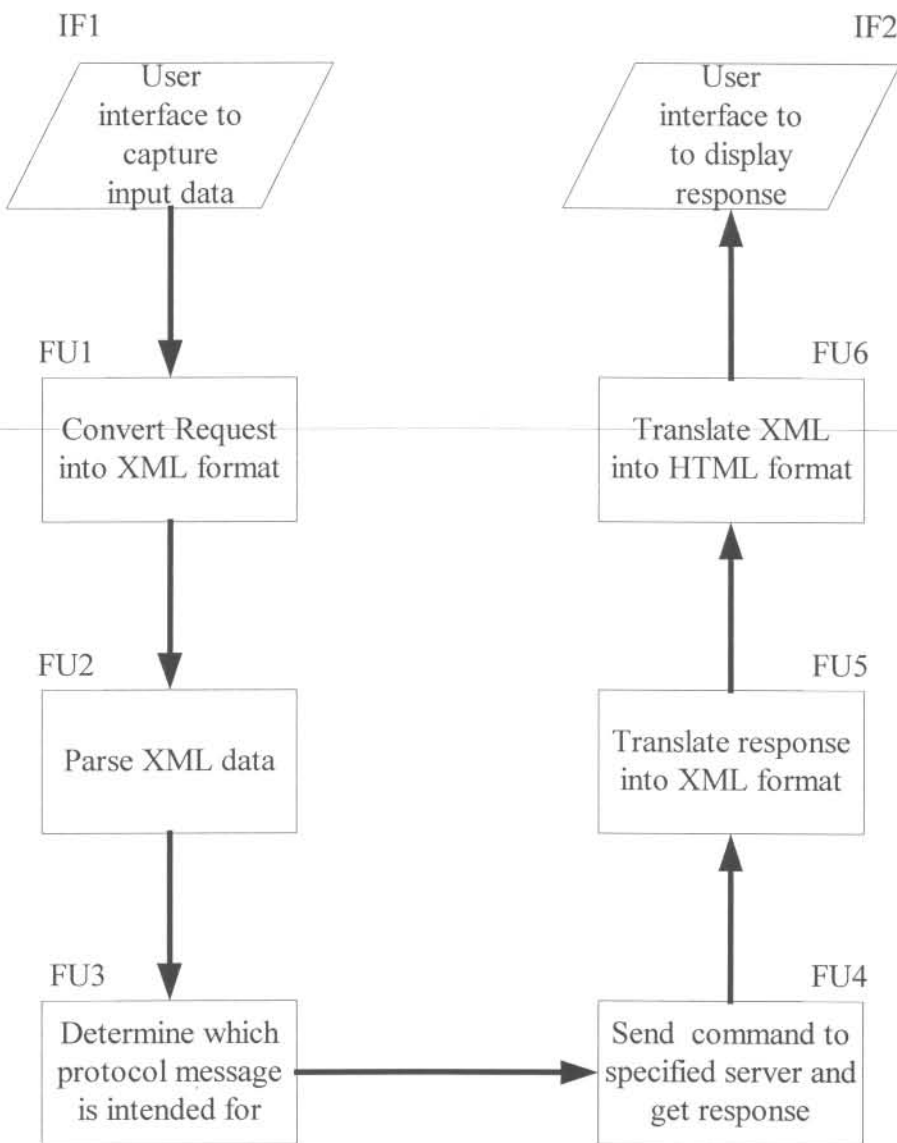 IF1
User
interface to
capture
input data
FU1
Convert Request
into XML format
FU2
Parse XML data
FU3
Determine which
protocol message
is intended for
FU4
Send command to
specified server and
get response
FU5
Translate response
into XML format
FU6
Translate XML
into HTML format
IF2
User
interface to
to display
response